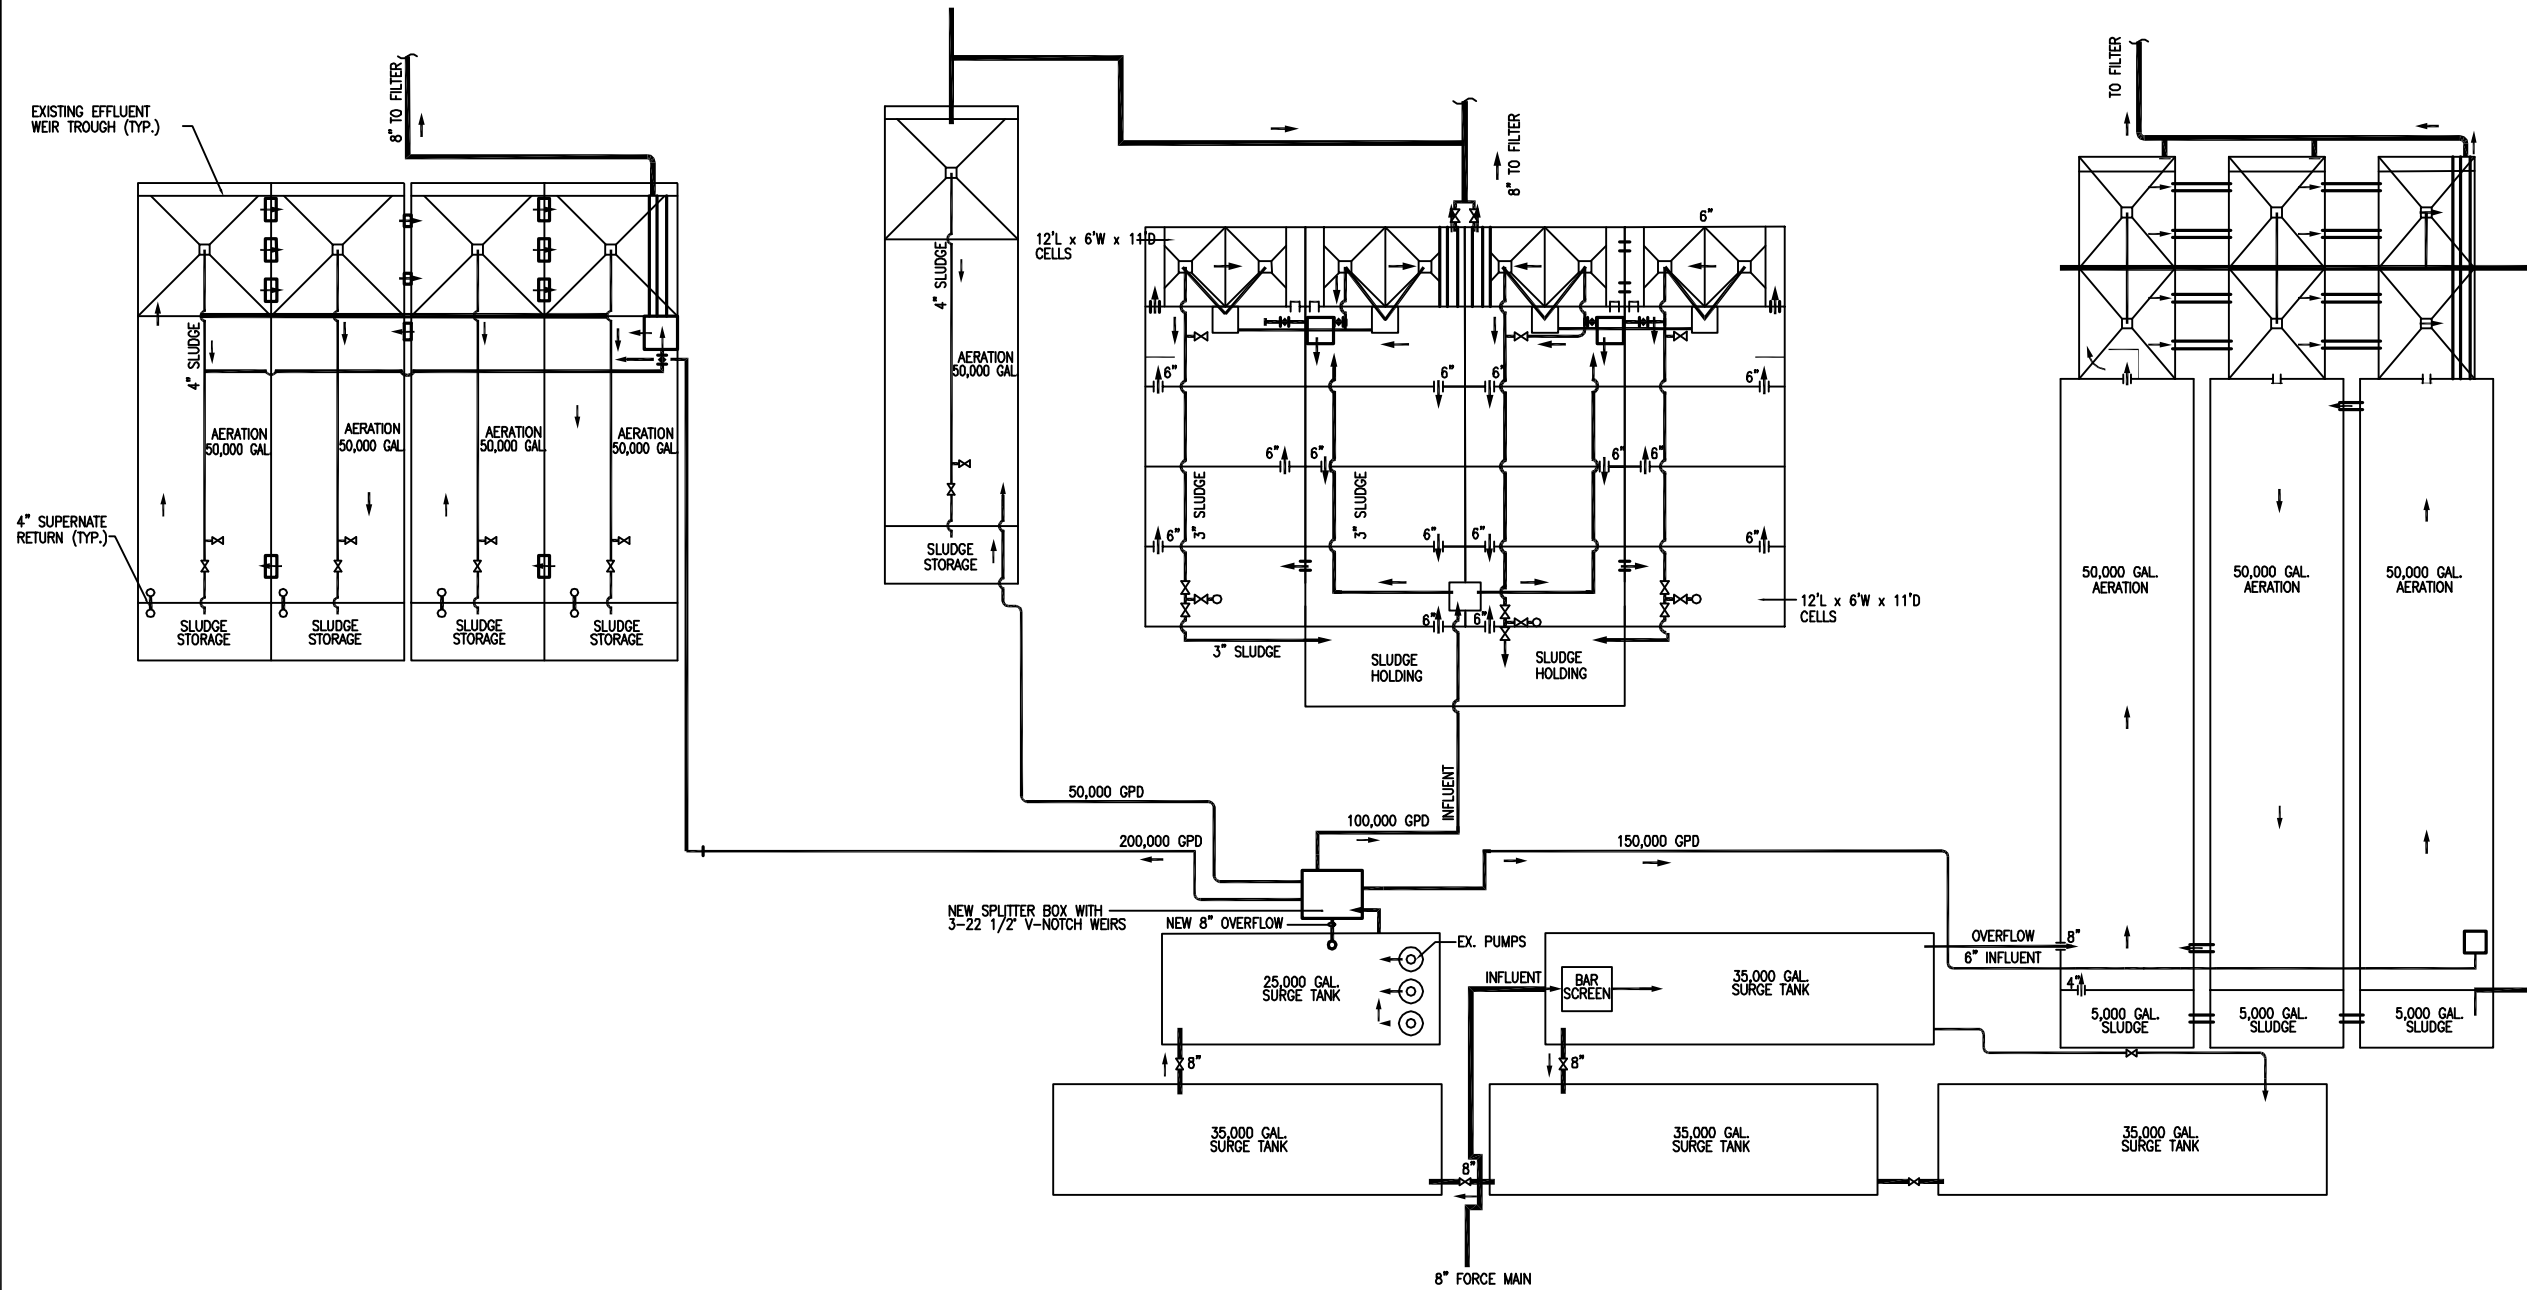 EXISTING EFFLUENT
WEIR TROUGH (TYP.)
8" TO FILTER
4" SLUDGE
AERATION
50,000 GAL
AERATION
50,000 GAL
AERATION
50,000 GAL
AERATION
50,000 GAL
4" SUPERNATE
RETURN (TYP.)
SLUDGE
STORAGE
SLUDGE
STORAGE
SLUDGE
STORAGE
SLUDGE
STORAGE
4" SLUDGE
AERATION
50,000 GAL
SLUDGE
STORAGE
8" TO FILTER
12'L x 6'W x 11'D
CELLS
6"
6"
6"
6"
6"
6"
6"
6"
6"
3" SLUDGE
3" SLUDGE
6"
6"
6"
6"
6"
6"
12'L x 6'W x 11'D
CELLS
3" SLUDGE
SLUDGE
HOLDING
SLUDGE
HOLDING
INFLUENT
50,000 GPD
100,000 GPD
200,000 GPD
150,000 GPD
NEW SPLITTER BOX WITH
3-22 1/2" V-NOTCH WEIRS
NEW 8" OVERFLOW
EX. PUMPS
25,000 GAL.
SURGE TANK
INFLUENT
BAR
SCREEN
35,000 GAL.
SURGE TANK
8"
8"
35,000 GAL.
SURGE TANK
8"
35,000 GAL.
SURGE TANK
35,000 GAL.
SURGE TANK
8" FORCE MAIN
TO FILTER
50,000 GAL.
AERATION
50,000 GAL.
AERATION
50,000 GAL.
AERATION
OVERFLOW
8"
6" INFLUENT
4"
5,000 GAL.
SLUDGE
5,000 GAL.
SLUDGE
5,000 GAL.
SLUDGE